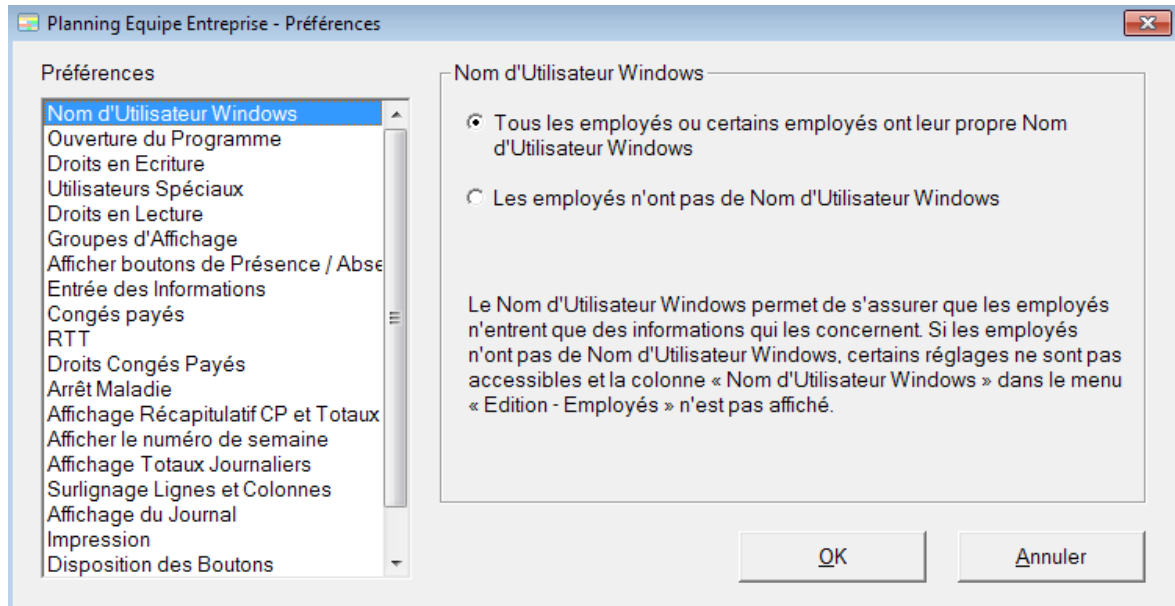 Planning Equipe Entreprise - Préférences
Préférences
Nom d'Utilisateur Windows
Ouverture du Programme
Droits en Ecriture
Utilisateurs Spéciaux
Droits en Lecture
Groupes d'Affichage
Afficher boutons de Présence / Abse
Entrée des Informations
Congés payés
RTT
Droits Congés Payés
Arrêt Maladie
Affichage Récapitulatif CP et Totaux
Afficher le numéro de semaine
Affichage Totaux Journaliers
Surlignage Lignes et Colonnes
Affichage du Journal
Impression
Disposition des Boutons
Nom d'Utilisateur Windows
Tous les employés ou certains employés ont leur propre Nom
d'Utilisateur Windows
Les employés n'ont pas de Nom d'Utilisateur Windows
Le Nom d'Utilisateur Windows permet de s'assurer que les employés
n'entrent que des informations qui les concernent. Si les employés
n'ont pas de Nom d'Utilisateur Windows, certains réglages ne sont pas
accessibles et la colonne « Nom d'Utilisateur Windows » dans le menu
« Edition - Employés » n'est pas affiché.
OK
Annuler